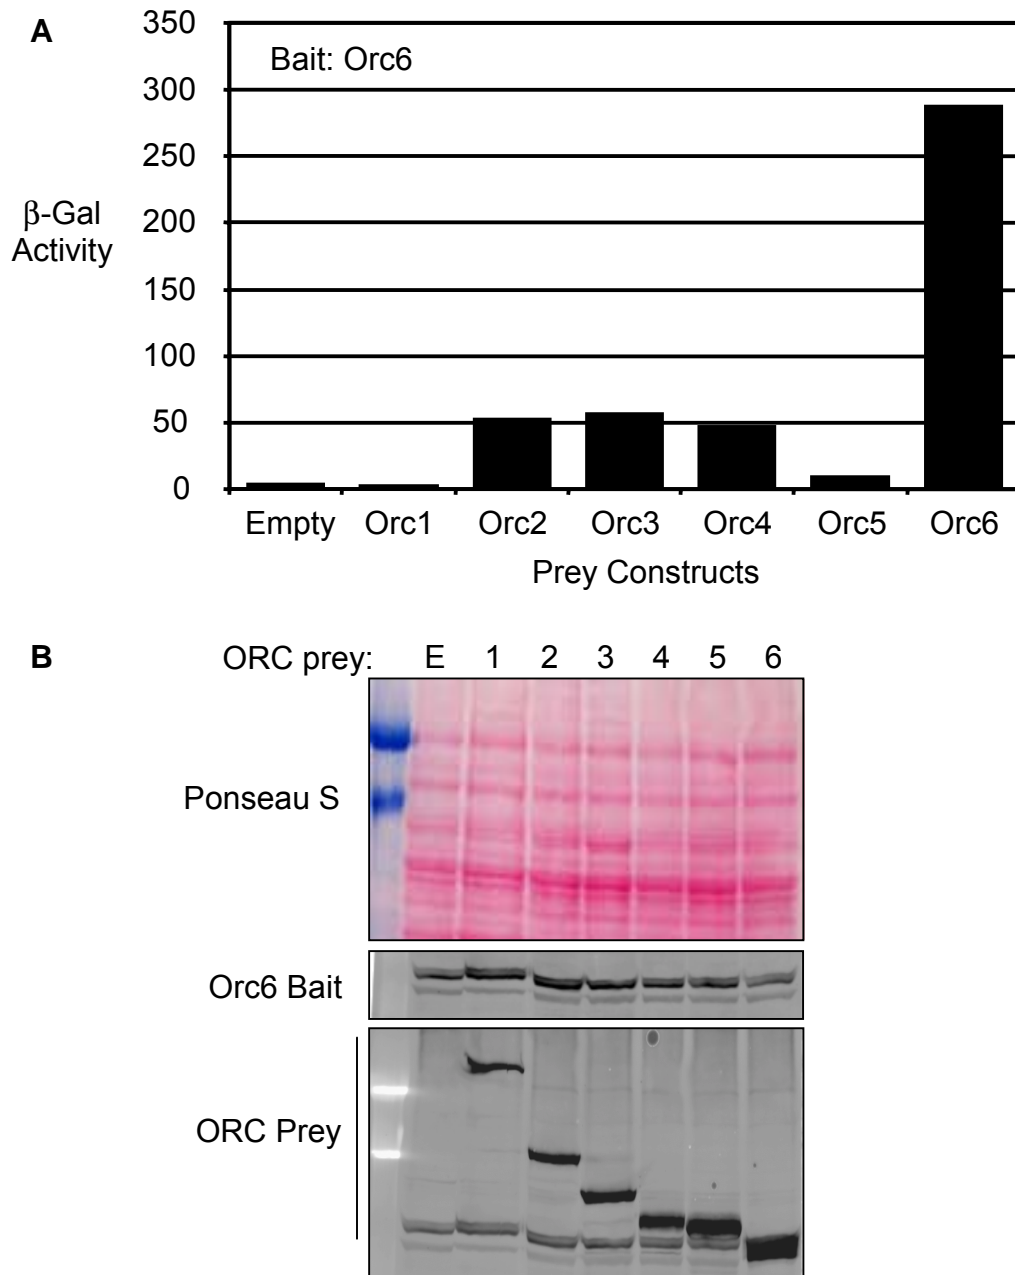 A
350
300
250
200
150
100
50
0
Bait: Orc6
β-Gal
Activity
Empty Orc1 Orc2 Orc3 Orc4 Orc5 Orc6
Prey Constructs
B
ORC prey: E 1 2 3 4 5 6
Ponseau S
Orc6 Bait
ORC Prey